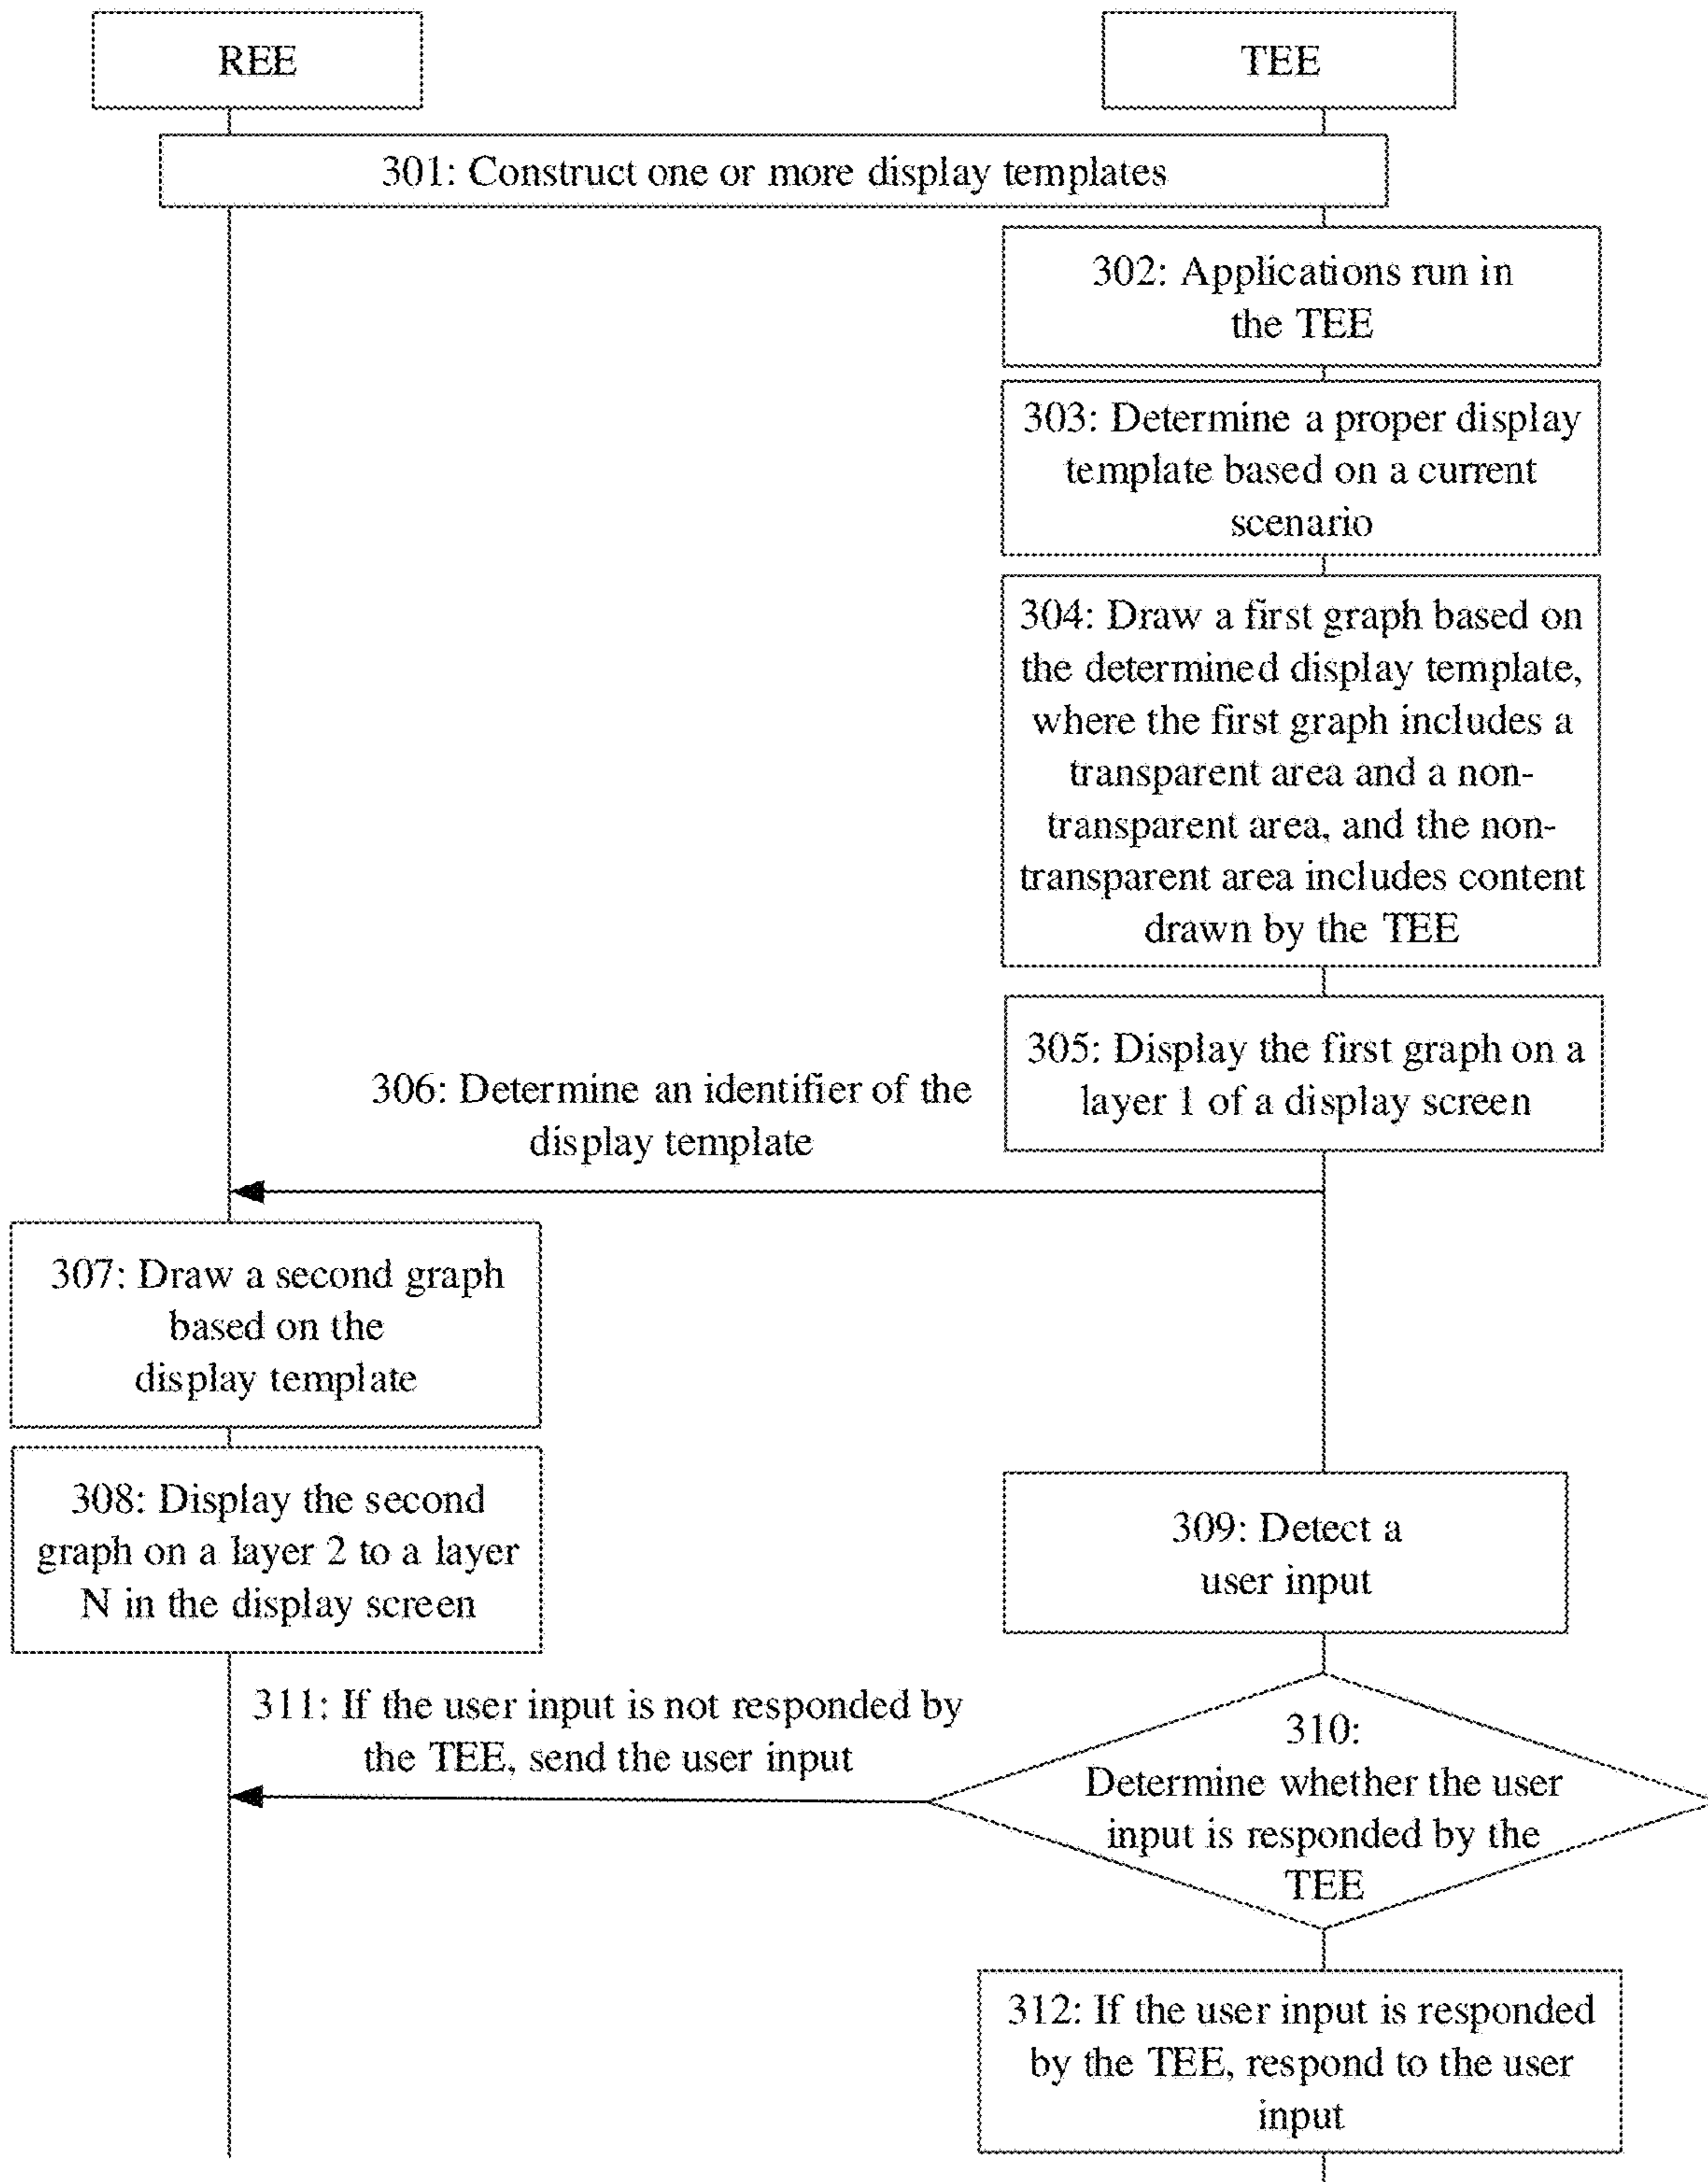 REE
TEE
301: Construct one or more display templates
302: Applications run in
the TEE
303: Determine a proper display
template based on a current
scenario
304: Draw a first graph based on
the determined display template,
where the first graph includes a
transparent area and a non-
transparent area, and the non-
transparent area includes content
drawn by the TEE
305: Display the first graph on a
layer 1 of a display screen
306: Determine an identifier of the
display template
307: Draw a second graph
based on the
display template
308: Display the second
graph on a layer 2 to a layer
N in the display screen
309: Detect a
user input
310:
Determine whether the user
input is responded by the
TEE
311: If the user input is not responded by
the TEE, send the user input
312: If the user input is responded
by the TEE, respond to the user
input